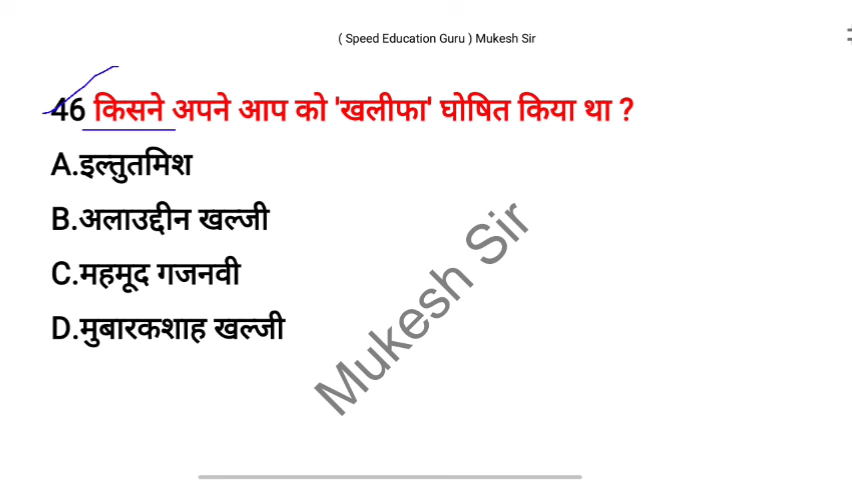 ( Speed Education Guru ) Mukesh Sir
46 किसने अपने आप को 'खलीफा' घोषित किया था ?
A.इल्तुतमिश
B.अलाउद्दीन खल्जी
C.महमूद गजनवी
D.मुबारकशाह खल्जी
Mukesh Sir